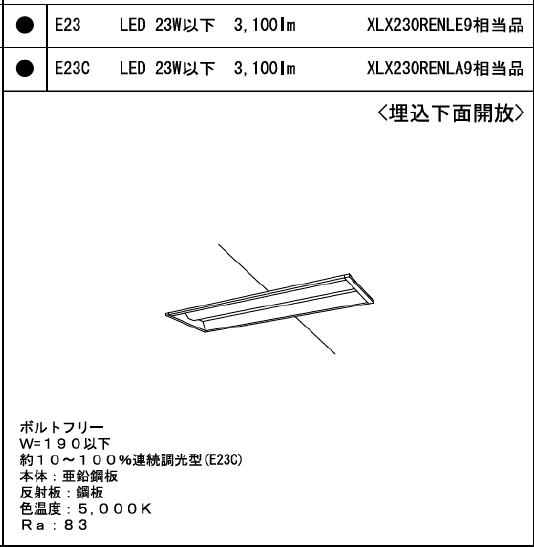 ● E23 LED 23W以下 3,100lm XLX230RENLE9相当品
● E23C LED 23W以下 3,100lm XLX230RENLA9相当品
〈埋込下面開放〉
ボルトフリー
W=190以下
約10～100%連続調光型(E23C)
本体：亜鉛鋼板
反射板：鋼板
色温度：5,000K
Ra：83